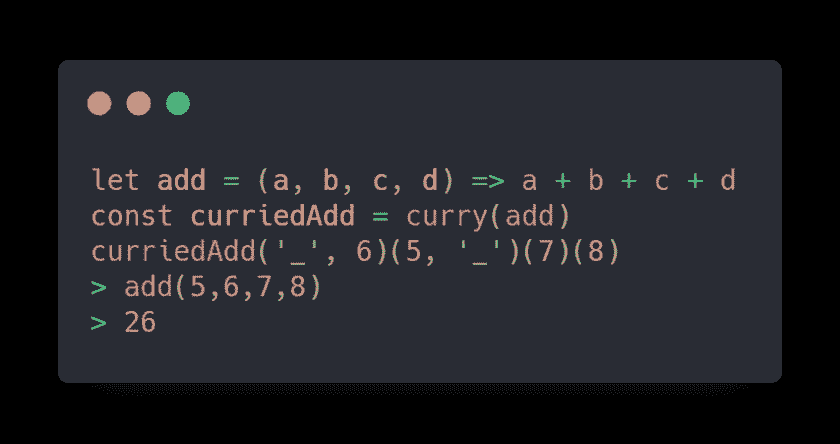 let add = (a, b, c, d) => a + b + c + d
const curriedAdd = curry(add)
curriedAdd('_', 6)(5, '_')(7)(8)
> add(5,6,7,8)
> 26